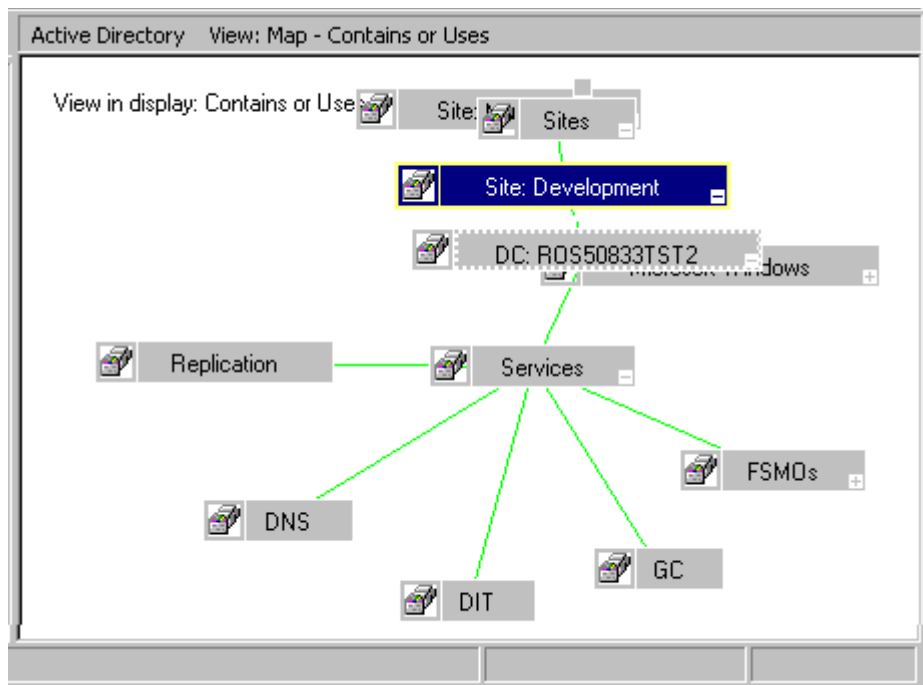 Active Directory View: Map - Contains or Uses
View in display: Contains or Use
Site:
Sites
Site: Development
DC: ROS50833TST2
Replication
Services
FSMOs
DNS
GC
DIT